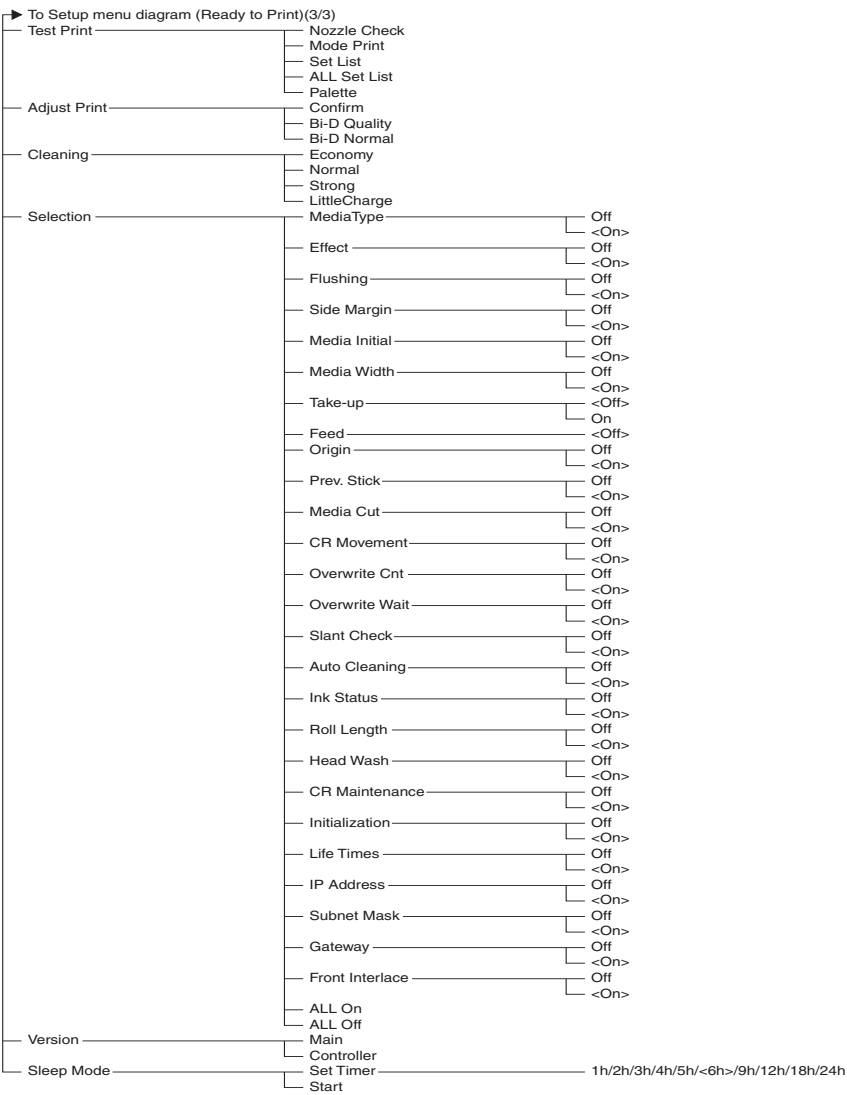 To Setup menu diagram (Ready to Print)(3/3)
Test Print Nozzle Check
Mode Print
Set List
ALL Set List
Palette
Adjust Print Confirm
Bi-D Quality
Bi-D Normal
Cleaning Economy
Normal
Strong
LittleCharge
Selection MediaType Off
<On>
Effect Off
<On>
Flushing Off
<On>
Side Margin Off
<On>
Media Initial Off
<On>
Media Width Off
<On>
Take-up <Off>
On
Feed <Off>
Origin Off
<On>
Prev. Stick Off
<On>
Media Cut Off
<On>
CR Movement Off
<On>
Overwrite Cnt Off
<On>
Overwrite Wait Off
<On>
Slant Check Off
<On>
Auto Cleaning Off
<On>
Ink Status Off
<On>
Roll Length Off
<On>
Head Wash Off
<On>
CR Maintenance Off
<On>
Initialization Off
<On>
Life Times Off
<On>
IP Address Off
<On>
Subnet Mask Off
<On>
Gateway Off
<On>
Front Interlace Off
<On>
ALL On
ALL Off
Version Main
Controller
Sleep Mode Set Timer 1h/2h/3h/4h/5h/<6h>/9h/12h/18h/24h
Start